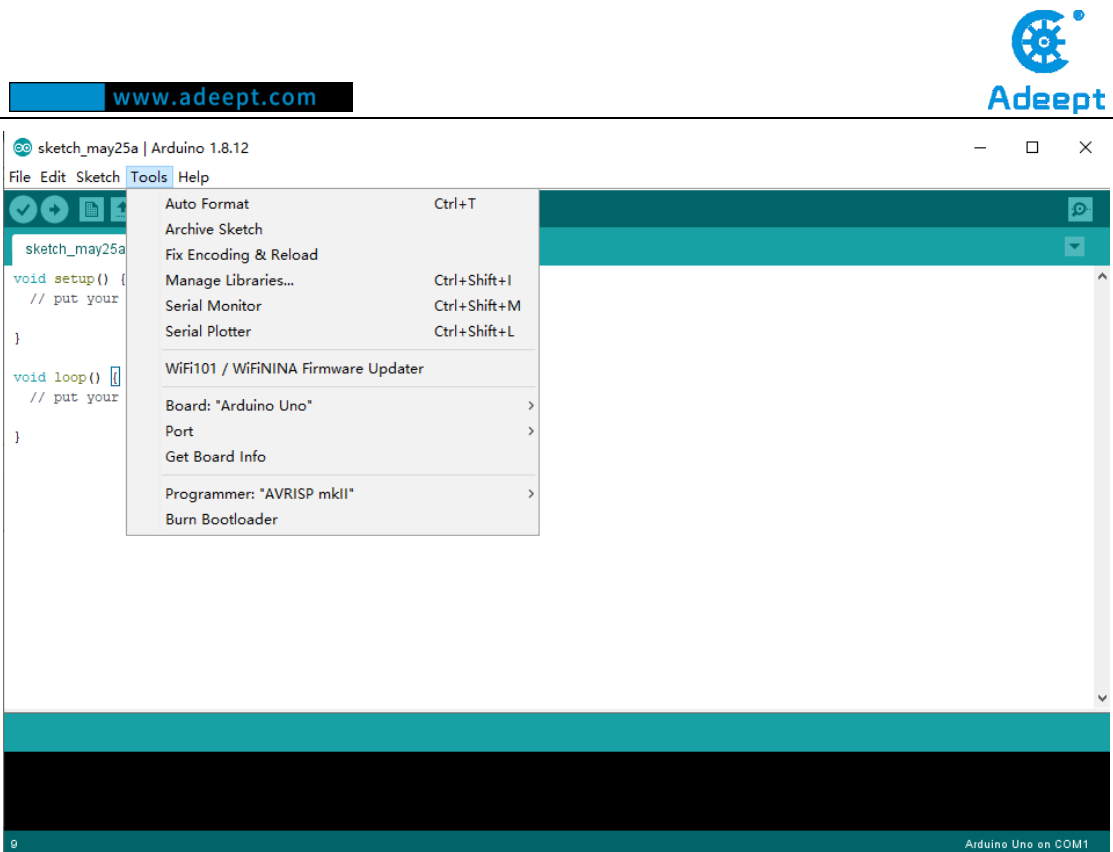 Adeept
www.adeept.com
sketch_may25a | Arduino 1.8.12
File Edit Sketch Tools Help
Auto Format Ctrl+T
Archive Sketch
Fix Encoding & Reload
Manage Libraries... Ctrl+Shift+I
Serial Monitor Ctrl+Shift+M
Serial Plotter Ctrl+Shift+L
WiFi101 / WiFiNINA Firmware Updater
Board: "Arduino Uno"
Port
Get Board Info
Programmer: "AVRISP mkII"
Burn Bootloader
sketch_may25a
void setup() {
// put your
}
void loop() {
// put your
}
9
Arduino Uno on COM1